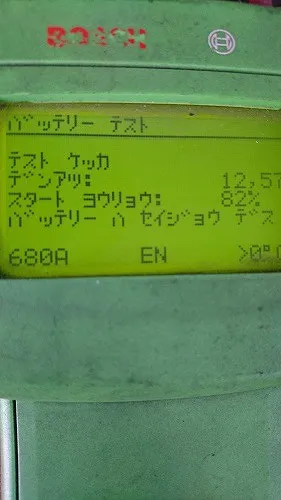 BOSCH
バッテリー テスト
テスト ケッカ
デンアツ: 12,57
スタート ヨウリョウ: 82%
バッテリー ハ セイジョウ デス
680A EN >0°C